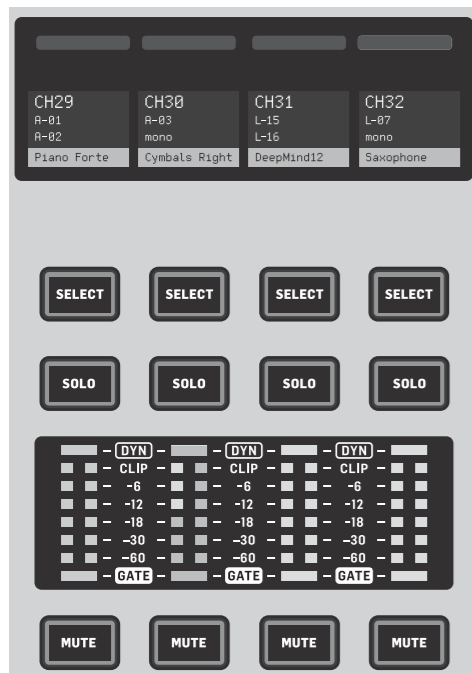 CH29 CH30 CH31 CH32
A-01 A-03 L-15 L-07
A-02 mono L-16 mono
Piano Forte Cymbals Right DeepMind12 Saxophone
SELECT SELECT SELECT SELECT
SOLO SOLO SOLO SOLO
DYN DYN DYN
CLIP CLIP CLIP
-6 -6 -6
-12 -12 -12
-18 -18 -18
-30 -30 -30
-60 -60 -60
GATE GATE GATE
MUTE MUTE MUTE MUTE